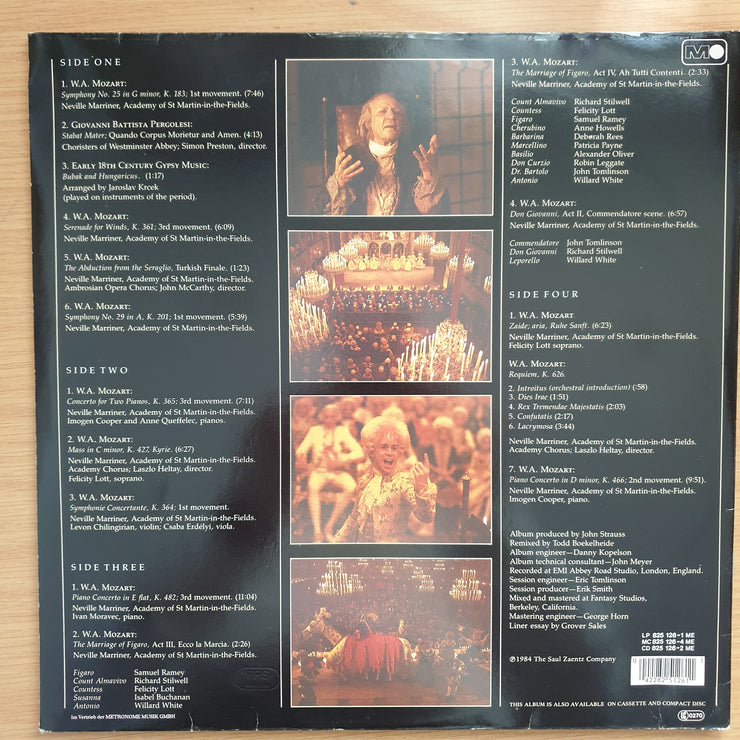 SIDE ONE
1. W.A. MOZART:
Symphony No. 25 in G minor, K. 183; 1st movement. (7:46)
Neville Marriner, Academy of St Martin-in-the-Fields.
2. GIOVANNI BATTISTA PERGOLESI:
Stabat Mater; Quando Corpus Morietur and Amen. (4:13)
Choristers of Westminster Abbey; Simon Preston, director.
3. EARLY 18TH CENTURY GYPSY MUSIC:
Bubak and Hungaricus. (1:17)
Arranged by Jaroslav Krcek
(played on instruments of the period).
4. W.A. MOZART:
Serenade for Winds, K. 361; 3rd movement. (6:09)
Neville Marriner, Academy of St Martin-in-the-Fields.
5. W.A. MOZART:
The Abduction from the Seraglio, Turkish Finale. (1:23)
Neville Marriner, Academy of St Martin-in-the-Fields.
Ambrosian Opera Chorus; John McCarthy, director.
6. W.A. MOZART:
Symphony No. 29 in A, K. 201; 1st movement. (5:39)
Neville Marriner, Academy of St Martin-in-the-Fields.
SIDE TWO
1. W.A. MOZART:
Concerto for Two Pianos, K. 365; 3rd movement. (7:11)
Neville Marriner, Academy of St Martin-in-the-Fields.
Imogen Cooper and Anne Queffelec, pianos.
2. W.A. MOZART:
Mass in C minor, K. 427, Kyrie. (6:27)
Neville Marriner, Academy of St Martin-in-the-Fields.
Academy Chorus; Laszlo Heltay, director.
Felicity Lott, soprano.
3. W.A. MOZART:
Symphonie Concertante, K. 364; 1st movement.
Neville Marriner, Academy of St Martin-in-the-Fields.
Levon Chilingirian, violin; Csaba Erdélyi, viola.
SIDE THREE
1. W.A. MOZART:
Piano Concerto in E flat, K. 482; 3rd movement. (11:04)
Neville Marriner, Academy of St Martin-in-the-Fields.
Ivan Moravec, piano.
2. W.A. MOZART:
The Marriage of Figaro, Act III, Ecco la Marcia. (2:26)
Neville Marriner, Academy of St Martin-in-the-Fields.
Figaro Samuel Ramey
Count Almavivo Richard Stilwell
Countess Felicity Lott
Susanna Isabel Buchanan
Antonio Willard White
Im Vertrieb der METRONOME MUSIK GMBH
M
3. W.A. MOZART:
The Marriage of Figaro, Act IV, Ah Tutti Contenti. (2:33)
Neville Marriner, Academy of St Martin-in-the-Fields.
Count Almavivo Richard Stilwell
Countess Felicity Lott
Figaro Samuel Ramey
Cherubino Anne Howells
Barbarina Deborah Rees
Marcellino Patricia Payne
Basilio Alexander Oliver
Don Curzio Robin Leggate
Dr. Bartolo John Tomlinson
Antonio Willard White
4. W.A. MOZART:
Don Giovanni, Act II, Commendatore scene. (6:57)
Neville Marriner, Academy of St Martin-in-the-Fields.
Commendatore John Tomlinson
Don Giovanni Richard Stilwell
Leporello Willard White
SIDE FOUR
1. W.A. MOZART
Zaide; aria, Ruhe Sanft. (6:23)
Neville Marriner, Academy of St Martin-in-the-Fields.
Felicity Lott soprano.
W.A. MOZART:
Requiem, K. 626.
2. Introitus (orchestral introduction) (:58)
3. Dies Irae (1:51)
4. Rex Tremendae Majestatis (2:03)
5. Confutatis (2:17)
6. Lacrymosa (3:44)
Neville Marriner, Academy of St Martin-in-the-Fields.
Academy Chorus; Laszlo Heltay, director.
7. W.A. MOZART:
Piano Concerto in D minor, K. 466; 2nd movement. (9:51).
Neville Marriner, Academy of St Martin-in-the-Fields.
Imogen Cooper, piano.
Album produced by John Strauss
Remixed by Todd Boekelheide
Album engineer—Danny Kopelson
Album technical consultant—John Meyer
Recorded at EMI Abbey Road Studio, London, England.
Session engineer—Eric Tomlinson
Session producer—Erik Smith
Mixed and mastered at Fantasy Studios,
Berkeley, California.
Mastering engineer—George Horn
Liner essay by Grover Sales
LP 825 126-1 ME
MC 825 126-4 ME
CD 825 126-2 ME
℗1984 The Saul Zaentz Company
0 42282 51261 1
THIS ALBUM IS ALSO AVAILABLE ON CASSETTE AND COMPACT DISC
LC 0270